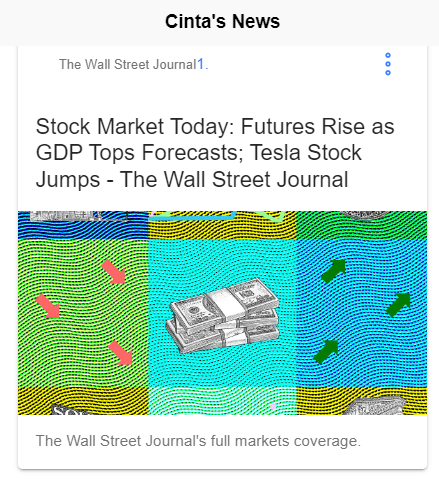 Cinta's News
The Wall Street Journal1.
Stock Market Today: Futures Rise as
GDP Tops Forecasts; Tesla Stock
Jumps - The Wall Street Journal
The Wall Street Journal's full markets coverage.